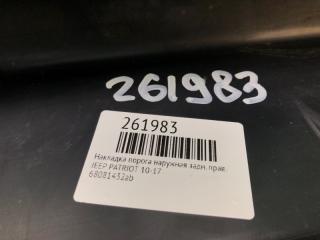 261983
261983
Накладка порога наружная задн. прав.
JEEP PATRIOT 10-17
68081432ab